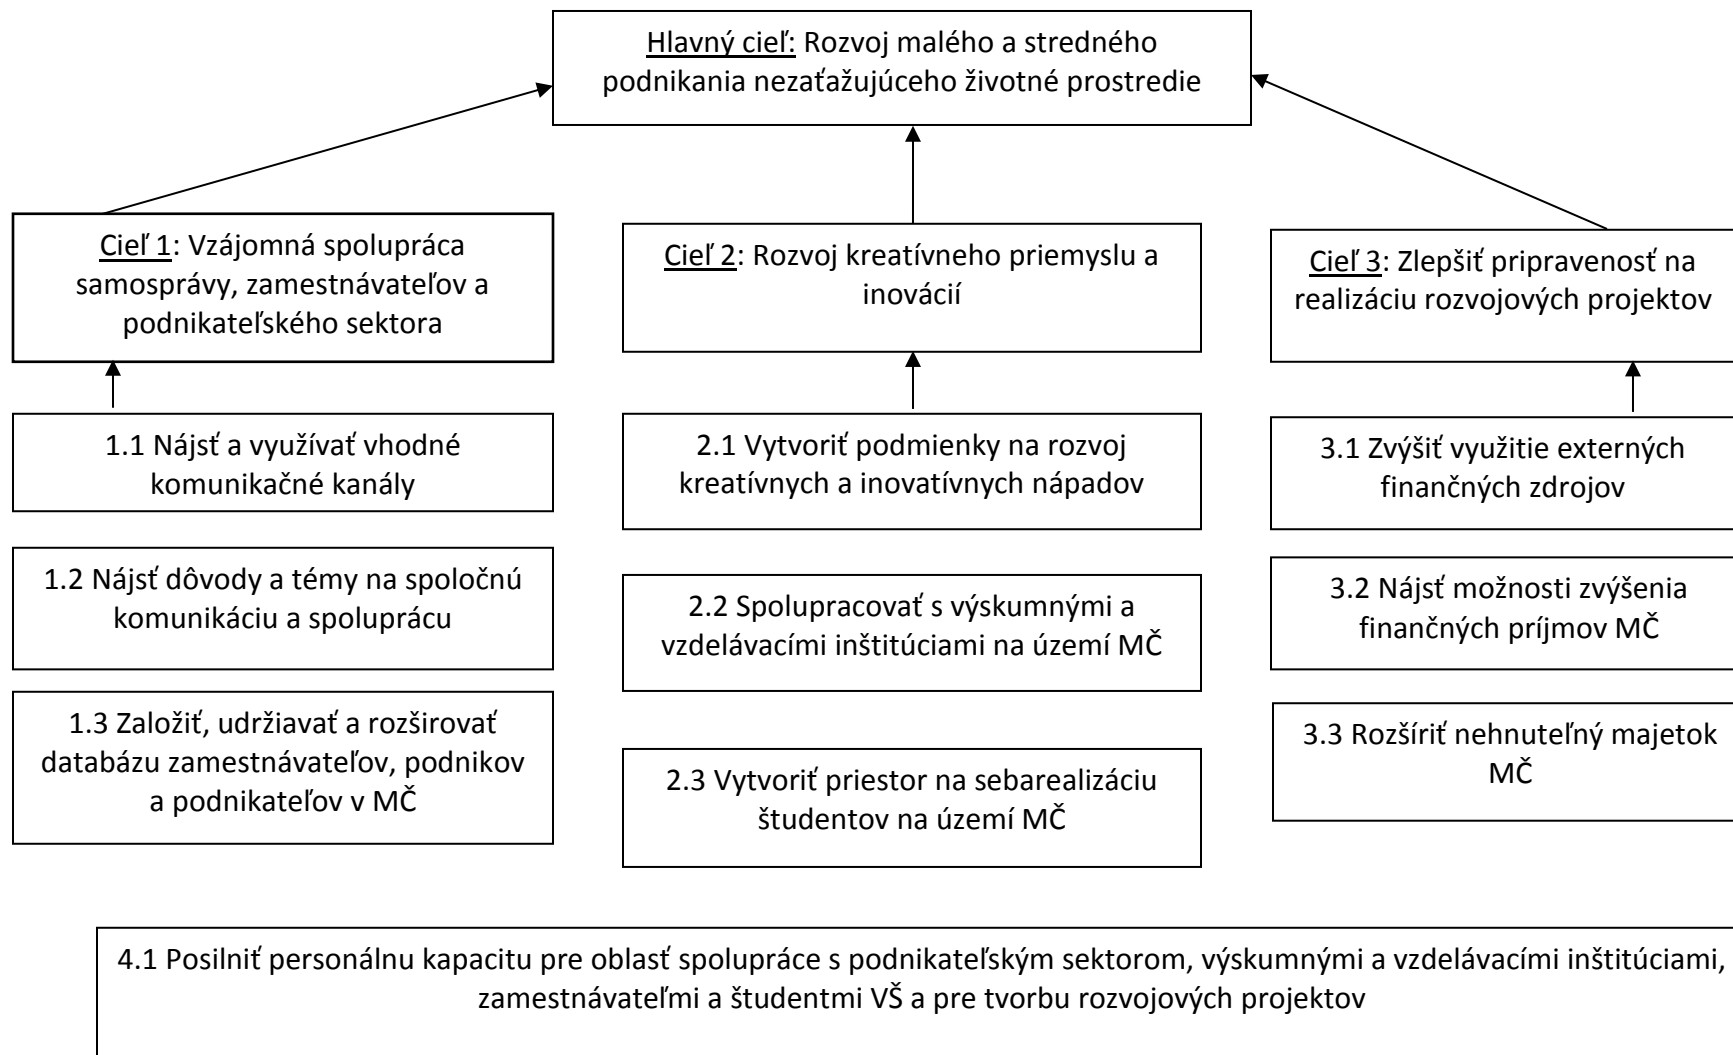 Hlavný cieľ: Rozvoj malého a stredného
podnikania nezaťažujúceho životné prostredie
Cieľ 1: Vzájomná spolupráca
samosprávy, zamestnávateľov a
podnikateľského sektora
Cieľ 2: Rozvoj kreatívneho priemyslu a
inovácií
Cieľ 3: Zlepšiť pripravenosť na
realizáciu rozvojových projektov
1.1 Nájsť a využívať vhodné
komunikačné kanály
2.1 Vytvoriť podmienky na rozvoj
kreatívnych a inovatívnych nápadov
3.1 Zvýšiť využitie externých
finančných zdrojov
1.2 Nájsť dôvody a témy na spoločnú
komunikáciu a spoluprácu
2.2 Spolupracovať s výskumnými a
vzdelávacími inštitúciami na území MČ
3.2 Nájsť možnosti zvýšenia
finančných príjmov MČ
1.3 Založiť, udržiavať a rozširovať
databázu zamestnávateľov, podnikov
a podnikateľov v MČ
2.3 Vytvoriť priestor na sebarealizáciu
študentov na území MČ
3.3 Rozšíriť nehnuteľný majetok
MČ
4.1 Posilniť personálnu kapacitu pre oblasť spolupráce s podnikateľským sektorom, výskumnými a vzdelávacími inštitúciami,
zamestnávateľmi a študentmi VŠ a pre tvorbu rozvojových projektov